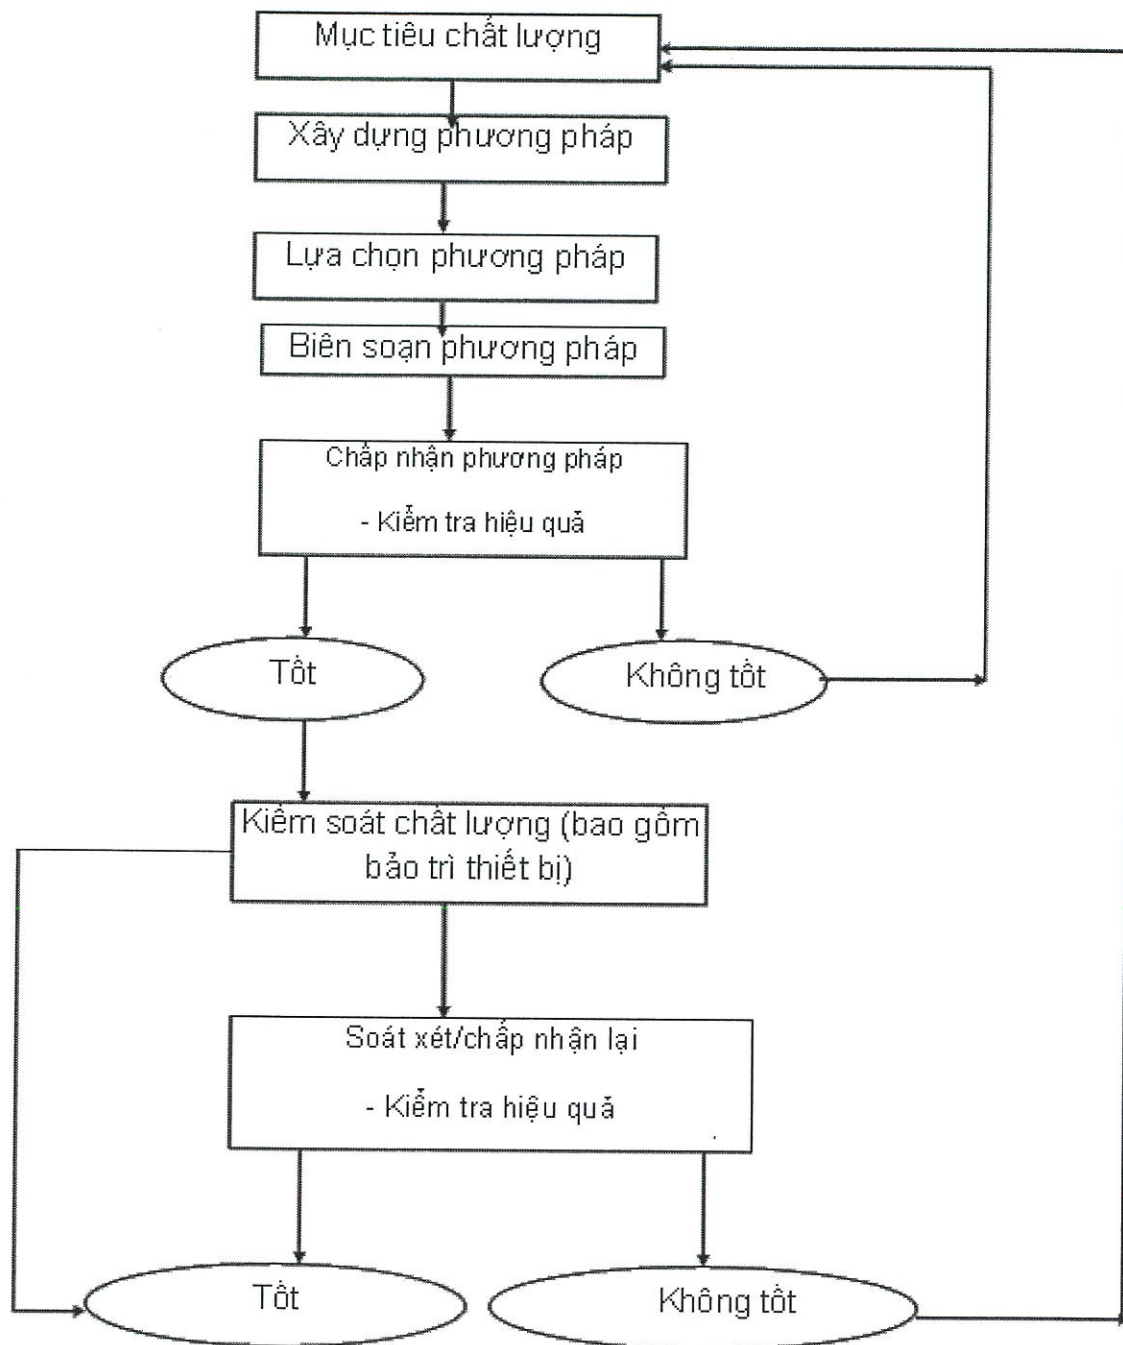 Mục tiêu chất lượng
Xây dựng phương pháp
Lựa chọn phương pháp
Biên soạn phương pháp
Chấp nhận phương pháp
- Kiểm tra hiệu quả
Tốt
Không tốt
Kiểm soát chất lượng (bao gồm
bảo trì thiết bị)
Soát xét/chấp nhận lại
- Kiểm tra hiệu quả
Tốt
Không tốt